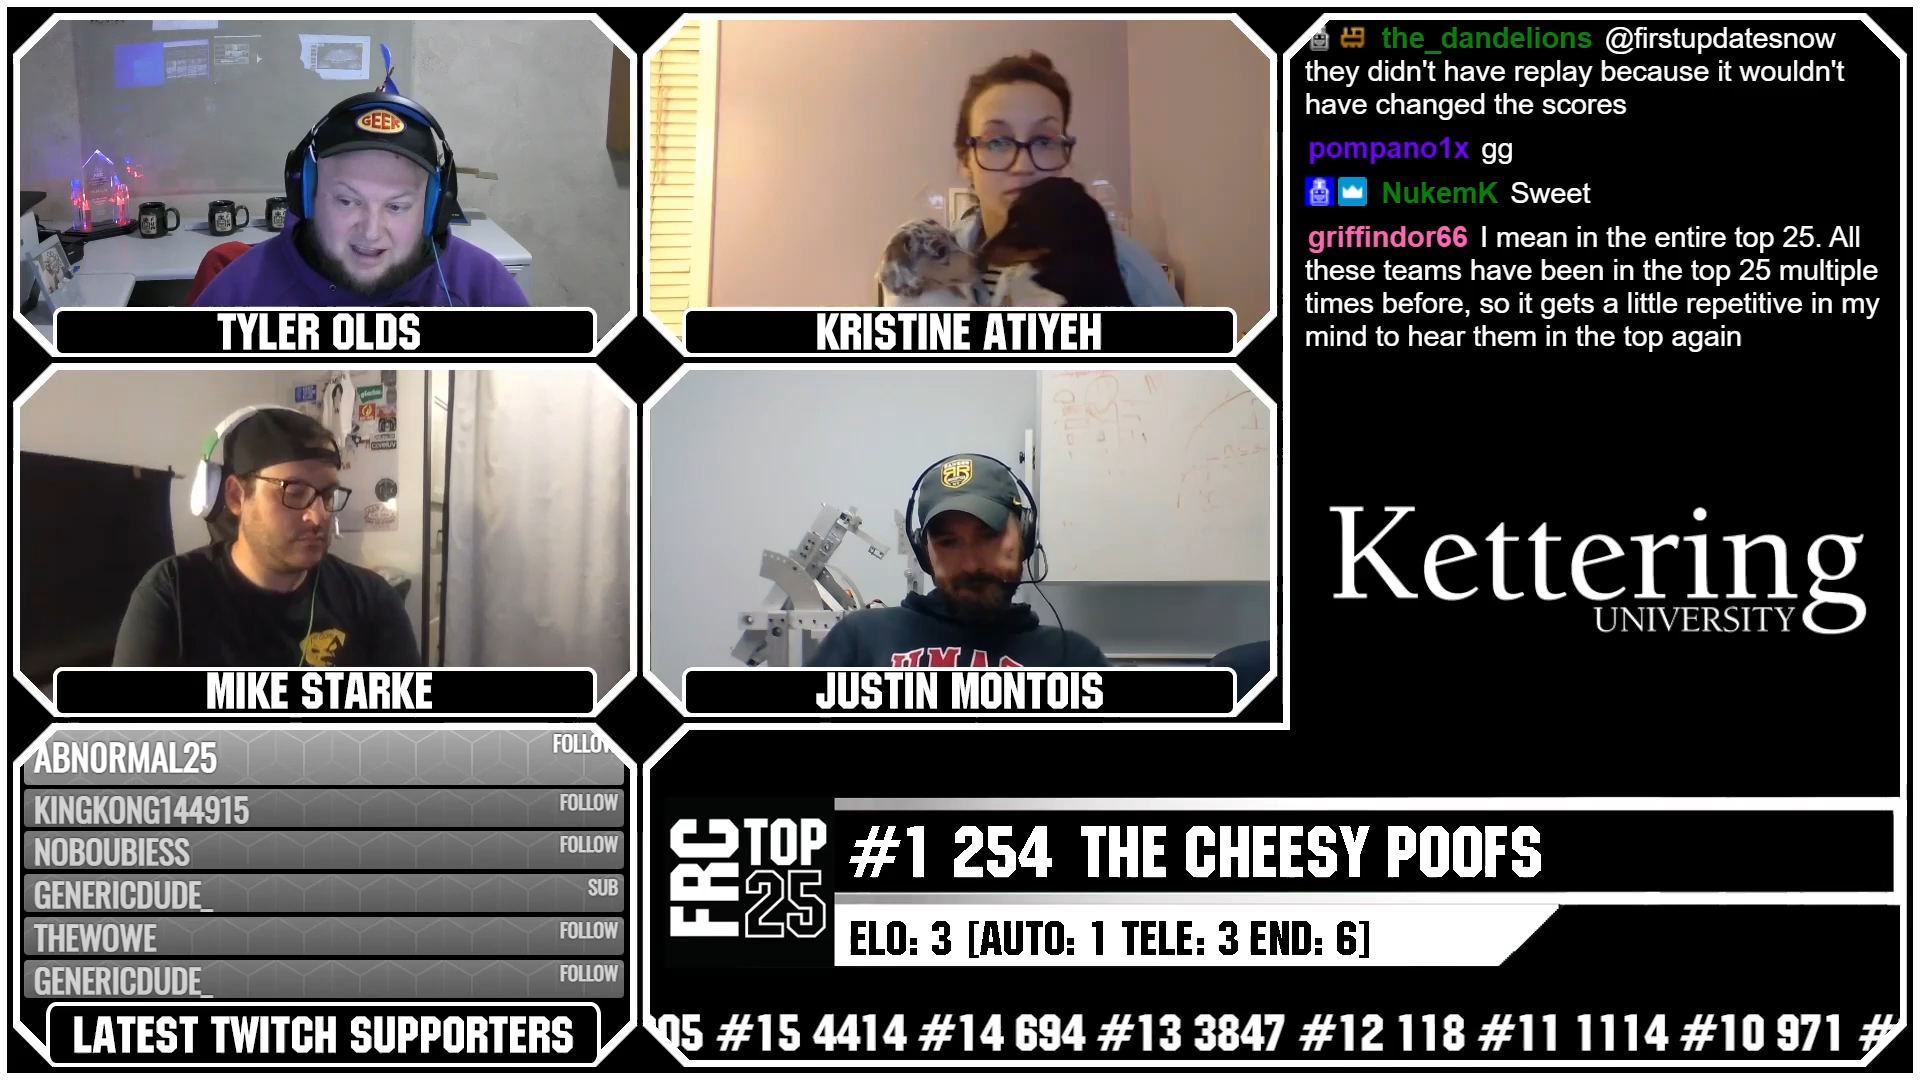 GEEK
TYLER OLDS
KRISTINE ATIYEH
MIKE STARKE
JUSTIN MONTOIS
the_dandelions @firstupdatesnow
they didn't have replay because it wouldn't
have changed the scores
pompano1x gg
NukemK Sweet
griffindor66 I mean in the entire top 25. All
these teams have been in the top 25 multiple
times before, so it gets a little repetitive in my
mind to hear them in the top again
Kettering
UNIVERSITY
ABNORMAL25 FOLLOW
KINGKONG144915 FOLLOW
NOBOUBIESS FOLLOW
GENERICDUDE_ SUB
THEWOWE FOLLOW
GENERICDUDE_ FOLLOW
LATEST TWITCH SUPPORTERS
FRC TOP 25
#1 254 THE CHEESY POOFS
ELO: 3 [AUTO: 1 TELE: 3 END: 6]
05 #15 4414 #14 694 #13 3847 #12 118 #11 1114 #10 971 #